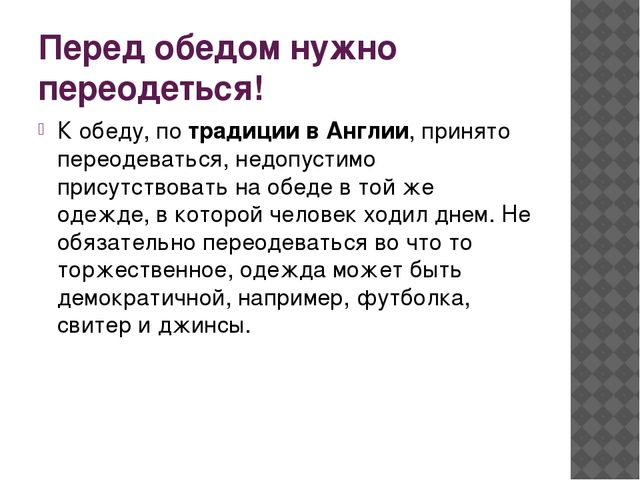 Перед обедом нужно
переодеться!
К обеду, по традиции в Англии, принято
переодеваться, недопустимо
присутствовать на обеде в той же
одежде, в которой человек ходил днем. Не
обязательно переодеваться во что то
торжественное, одежда может быть
демократичной, например, футболка,
свитер и джинсы.